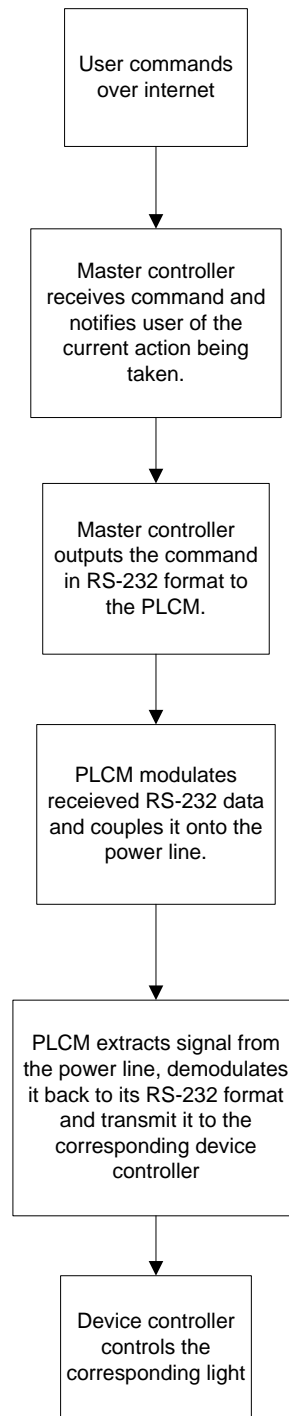 User commands
over internet
Master controller
receives command and
notifies user of the
current action being
taken.
Master controller
outputs the command
in RS-232 format to
the PLCM.
PLCM modulates
receieved RS-232 data
and couples it onto the
power line.
PLCM extracts signal from
the power line, demodulates
it back to its RS-232 format
and transmit it to the
corresponding device
controller
Device controller
controls the
corresponding light